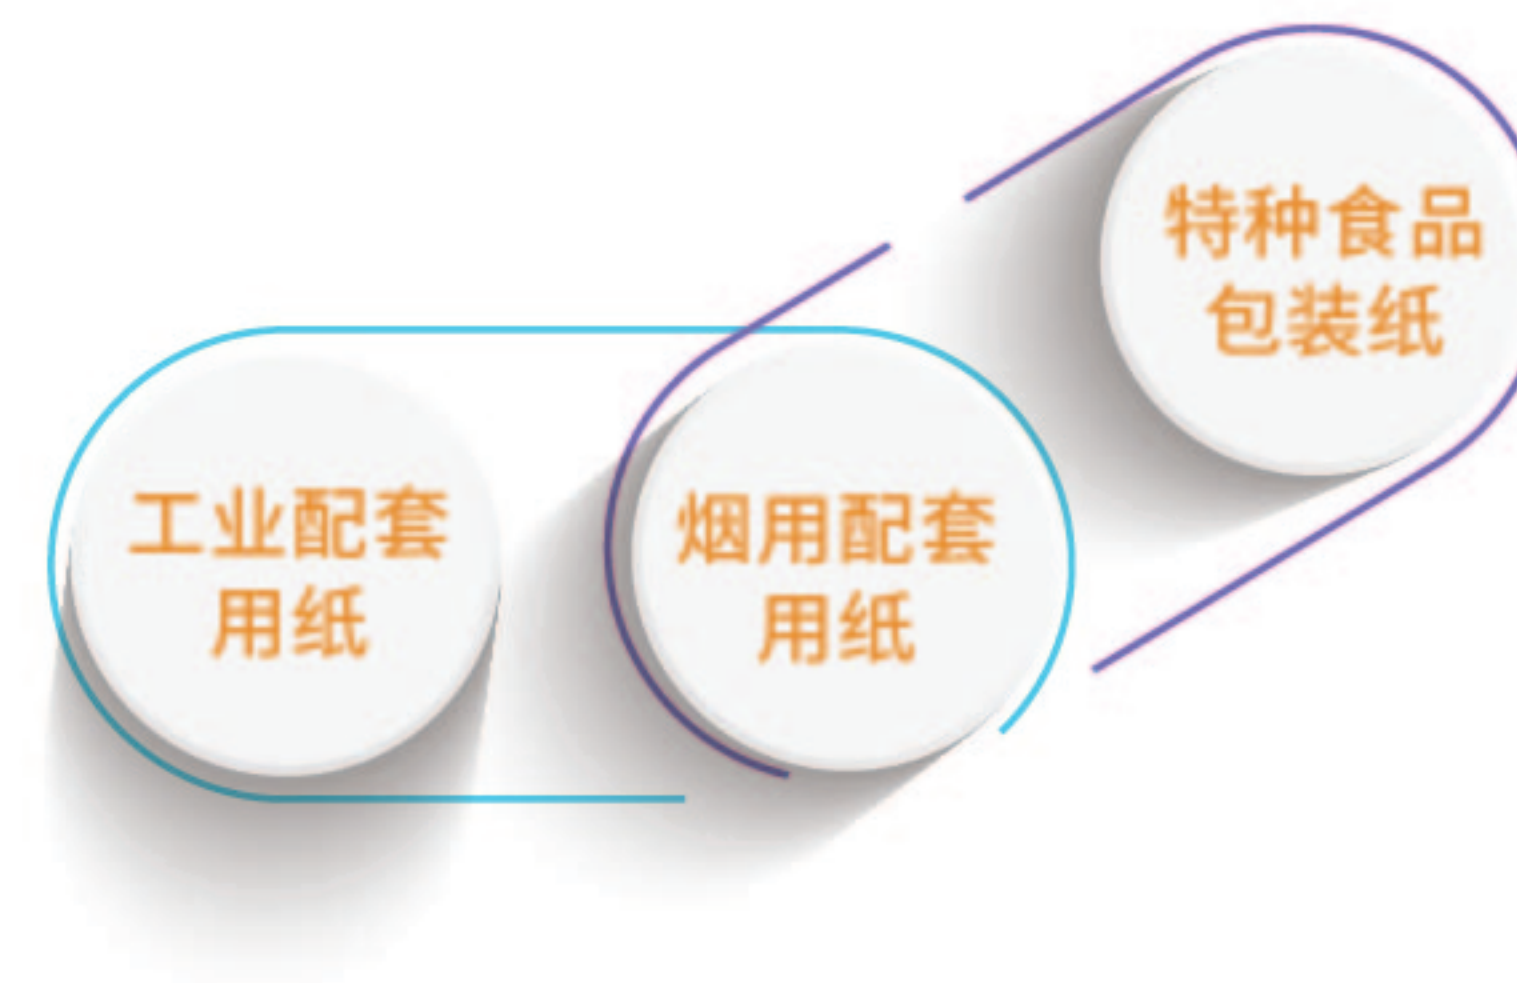 特种食品
包装纸
工业配套
用纸
烟用配套
用纸